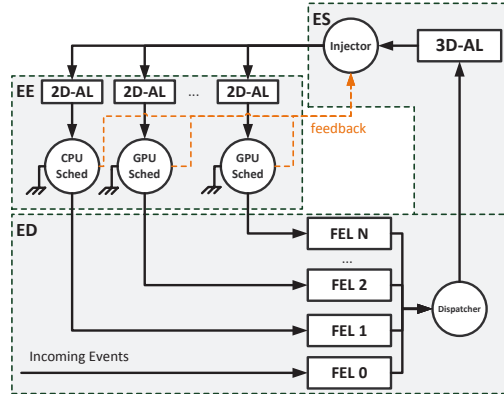 ES
Injector
3D-AL
EE
2D-AL
2D-AL
...
2D-AL
feedback
CPU
Sched
GPU
Sched
GPU
Sched
ED
FEL N
...
FEL 2
Dispatcher
FEL 1
Incoming Events
FEL 0